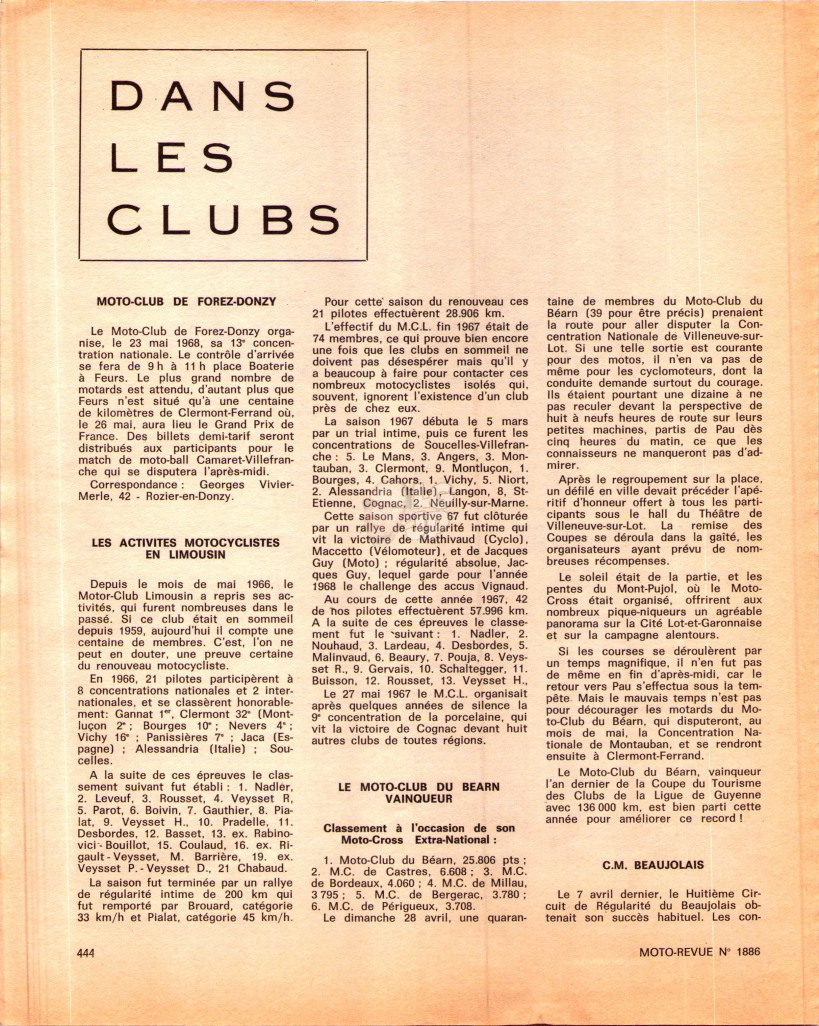 DANS
LES
CLUBS
MOTO-CLUB DE FOREZ-DONZY
Le Moto-Club de Forez-Donzy orga-
nise, le 23 mai 1968, sa 13e concen-
tration nationale. Le contrôle d'arrivée
se fera de 9 h à 11 h place Boaterie
à Feurs. Le plus grand nombre de
motards est attendu, d'autant plus que
Feurs n'est situé qu'à une centaine
de kilomètres de Clermont-Ferrand où,
le 26 mai, aura lieu le Grand Prix de
France. Des billets demi-tarif seront
distribués aux participants pour le
match de moto-ball Camaret-Villefran-
che qui se disputera l'après-midi.
Correspondance : Georges Vivier-
Merle, 42 - Rozier-en-Donzy.
LES ACTIVITES MOTOCYCLISTES
EN LIMOUSIN
Depuis le mois de mai 1966, le
Motor-Club Limousin a repris ses ac-
tivités, qui furent nombreuses dans le
passé. Si ce club était en sommeil
depuis 1959, aujourd'hui il compte une
centaine de membres. C'est, l'on ne
peut en douter, une preuve certaine
du renouveau motocycliste.
En 1966, 21 pilotes participèrent à
8 concentrations nationales et 2 inter-
nationales, et se classèrent honorable-
ment: Gannat 1er, Clermont 32e (Mont-
luçon 2e ; Bourges 10e ; Nevers 4e ;
Vichy 16e ; Panissières 7e ; Jaca (Es-
pagne) ; Alessandria (Italie) ; Sou-
celles.
A la suite de ces épreuves le clas-
sement suivant fut établi : 1. Nadler,
2. Leveuf, 3. Rousset, 4. Veysset R,
5. Parot, 6. Boivin, 7. Gauthier, 8. Pia-
lat, 9. Veysset H., 10. Pradelle, 11.
Desbordes, 12. Basset, 13. ex. Rabino-
vici - Bouillot, 15. Coulaud, 16. ex. Ri-
gault - Veysset, M. Barrière, 19. ex.
Veysset P. - Veysset D., 21 Chabaud.
La saison fut terminée par un rallye
de régularité intime de 200 km qui
fut remporté par Brouard, catégorie
33 km/h et Pialat, catégorie 45 km/h.
Pour cette saison du renouveau ces
21 pilotes effectuèrent 28.906 km.
L'effectif du M.C.L. fin 1967 était de
74 membres, ce qui prouve bien encore
une fois que les clubs en sommeil ne
doivent pas désespérer mais qu'il y
a beaucoup à faire pour contacter ces
nombreux motocyclistes isolés qui,
souvent, ignorent l'existence d'un club
près de chez eux.
La saison 1967 débuta le 5 mars
par un trial intime, puis ce furent les
concentrations de Soucelles-Villefran-
che : 5. Le Mans, 3. Angers, 3. Mon-
tauban, 3. Clermont, 9. Montluçon, 1.
Bourges, 4. Cahors, 1. Vichy, 5. Niort,
2. Alessandria (Italie), Langon, 8, St-
Etienne, Cognac, 2. Neuilly-sur-Marne.
Cette saison sportive 67 fut clôturée
par un rallye de régularité intime qui
vit la victoire de Mathivaud (Cyclo),
Maccetto (Vélomoteur), et de Jacques
Guy (Moto) ; régularité absolue, Jac-
ques Guy, lequel garde pour l'année
1968 le challenge des accus Vignaud.
Au cours de cette année 1967, 42
de nos pilotes effectuèrent 57.996 km.
A la suite de ces épreuves le classe-
ment fut le suivant : 1. Nadler, 2.
Nouhaud, 3. Lardeau, 4. Desbordes, 5.
Malinvaud, 6. Beaury, 7. Pouja, 8. Veys-
set R., 9. Gervais, 10. Schaltegger, 11.
Buisson, 12. Rousset, 13. Veysset H.,
Le 27 mai 1967 le M.C.L. organisait
après quelques années de silence la
9e concentration de la porcelaine, qui
vit la victoire de Cognac devant huit
autres clubs de toutes régions.
LE MOTO-CLUB DU BEARN
VAINQUEUR
Classement à l'occasion de son
Moto-Cross Extra-National :
1. Moto-Club du Béarn, 25.806 pts ;
2. M.C. de Castres, 6.608 ; 3. M.C.
de Bordeaux, 4.060 ; 4. M.C. de Millau,
3 795 ; 5. M.C. de Bergerac, 3.780 ;
6. M.C. de Périgueux, 3.708.
Le dimanche 28 avril, une quaran-
taine de membres du Moto-Club du
Béarn (39 pour être précis) prenaient
la route pour aller disputer la Con-
centration Nationale de Villeneuve-sur-
Lot. Si une telle sortie est courante
pour des motos, il n'en va pas de
même pour les cyclomoteurs, dont la
conduite demande surtout du courage.
Ils étaient pourtant une dizaine à ne
pas reculer devant la perspective de
huit à neufs heures de route sur leurs
petites machines, partis de Pau dès
cinq heures du matin, ce que les
connaisseurs ne manqueront pas d'ad-
mirer.
Après le regroupement sur la place,
un défilé en ville devait précéder l'apé-
ritif d'honneur offert à tous les parti-
cipants sous le hall du Théâtre de
Villeneuve-sur-Lot. La remise des
Coupes se déroula dans la gaîté, les
organisateurs ayant prévu de nom-
breuses récompenses.
Le soleil était de la partie, et les
pentes du Mont-Pujol, où le Moto-
Cross était organisé, offrirent aux
nombreux pique-niqueurs un agréable
panorama sur la Cité Lot-et-Garonnaise
et sur la campagne alentours.
Si les courses se déroulèrent par
un temps magnifique, il n'en fut pas
de même en fin d'après-midi, car le
retour vers Pau s'effectua sous la tem-
pête. Mais le mauvais temps n'est pas
pour décourager les motards du Mo-
to-Club du Béarn, qui disputeront, au
mois de mai, la Concentration Na-
tionale de Montauban, et se rendront
ensuite à Clermont-Ferrand.
Le Moto-Club du Béarn, vainqueur
l'an dernier de la Coupe du Tourisme
des Clubs de la Ligue de Guyenne
avec 136 000 km, est bien parti cette
année pour améliorer ce record !
C.M. BEAUJOLAIS
Le 7 avril dernier, le Huitième Cir-
cuit de Régularité du Beaujolais ob-
tenait son succès habituel. Les con-
444
MOTO-REVUE N° 1886